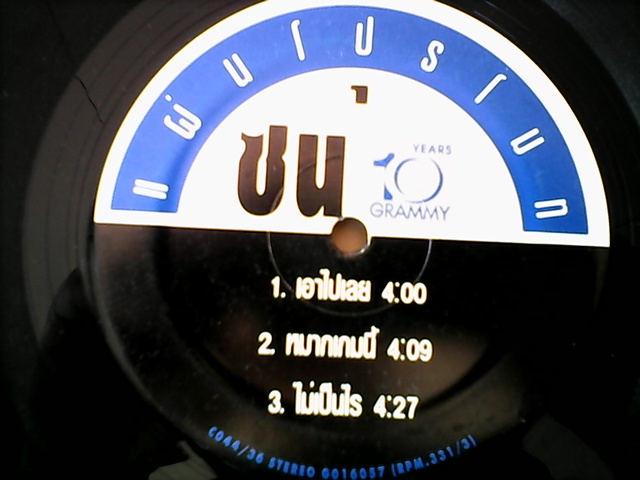 แผ่นโปรโมท
1
ชน
10 YEARS
GRAMMY
1. เอาไปเลย 4:00
2. หมากเกมนี้ 4:09
3. ไม่เป็นไร 4:27
C044/36 STEREO G016057 (RPM.331/3)